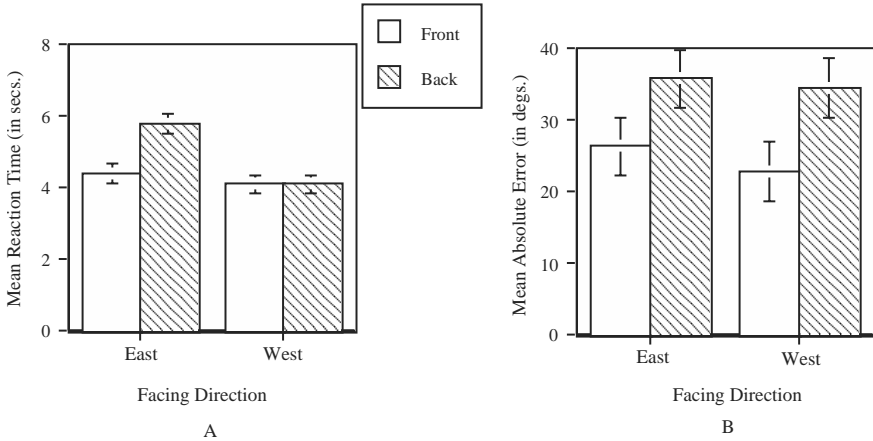 Front
Back
Mean Reaction Time (in secs.)
8
6
4
2
0
East West
Facing Direction
A
Mean Absolute Error (in degs.)
40
30
20
10
0
East West
Facing Direction
B